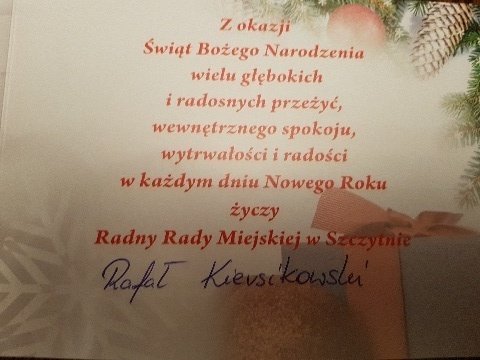 Z okazji
Świąt Bożego Narodzenia
wielu głębokich
i radosnych przeżyć,
wewnętrznego spokoju,
wytrwałości i radości
w każdym dniu Nowego Roku
życzy
Radny Rady Miejskiej w Szczytnie
Rafał Kiersikowski